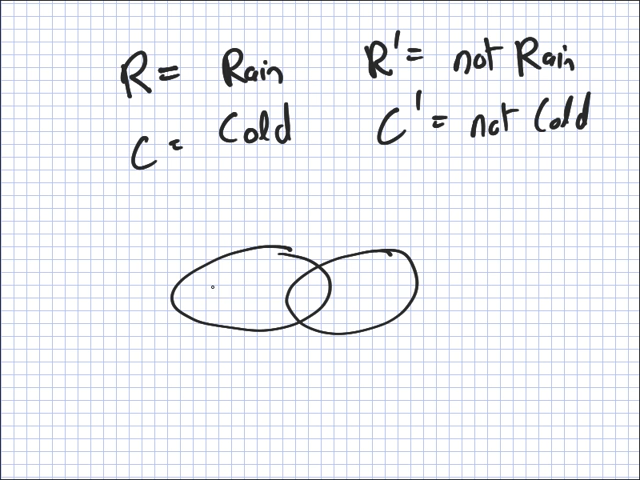 R = Rain
C = Cold
R' = not Rain
C' = not Cold